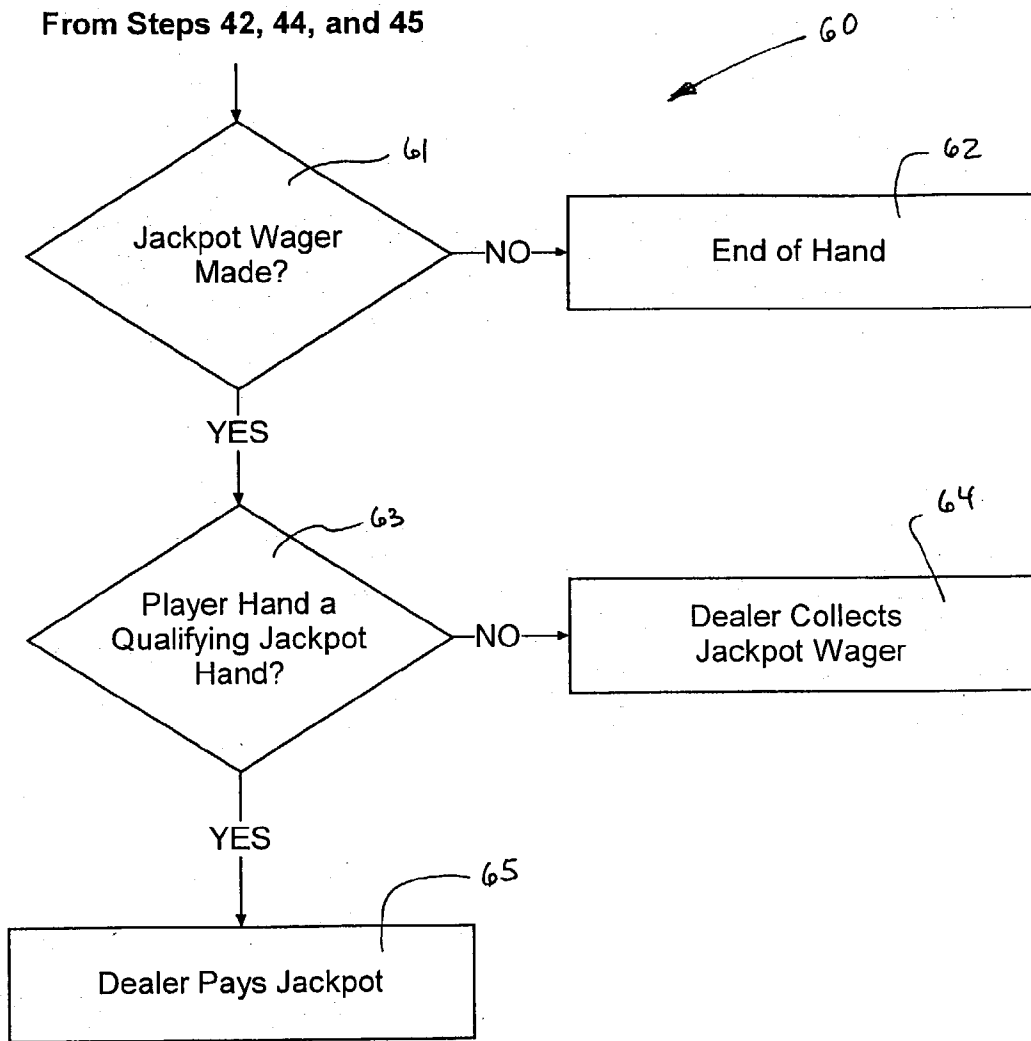 From Steps 42, 44, and 45
60
61
62
Jackpot Wager
Made?
NO
End of Hand
YES
63
64
Player Hand a
Qualifying Jackpot
Hand?
NO
Dealer Collects
Jackpot Wager
YES
65
Dealer Pays Jackpot